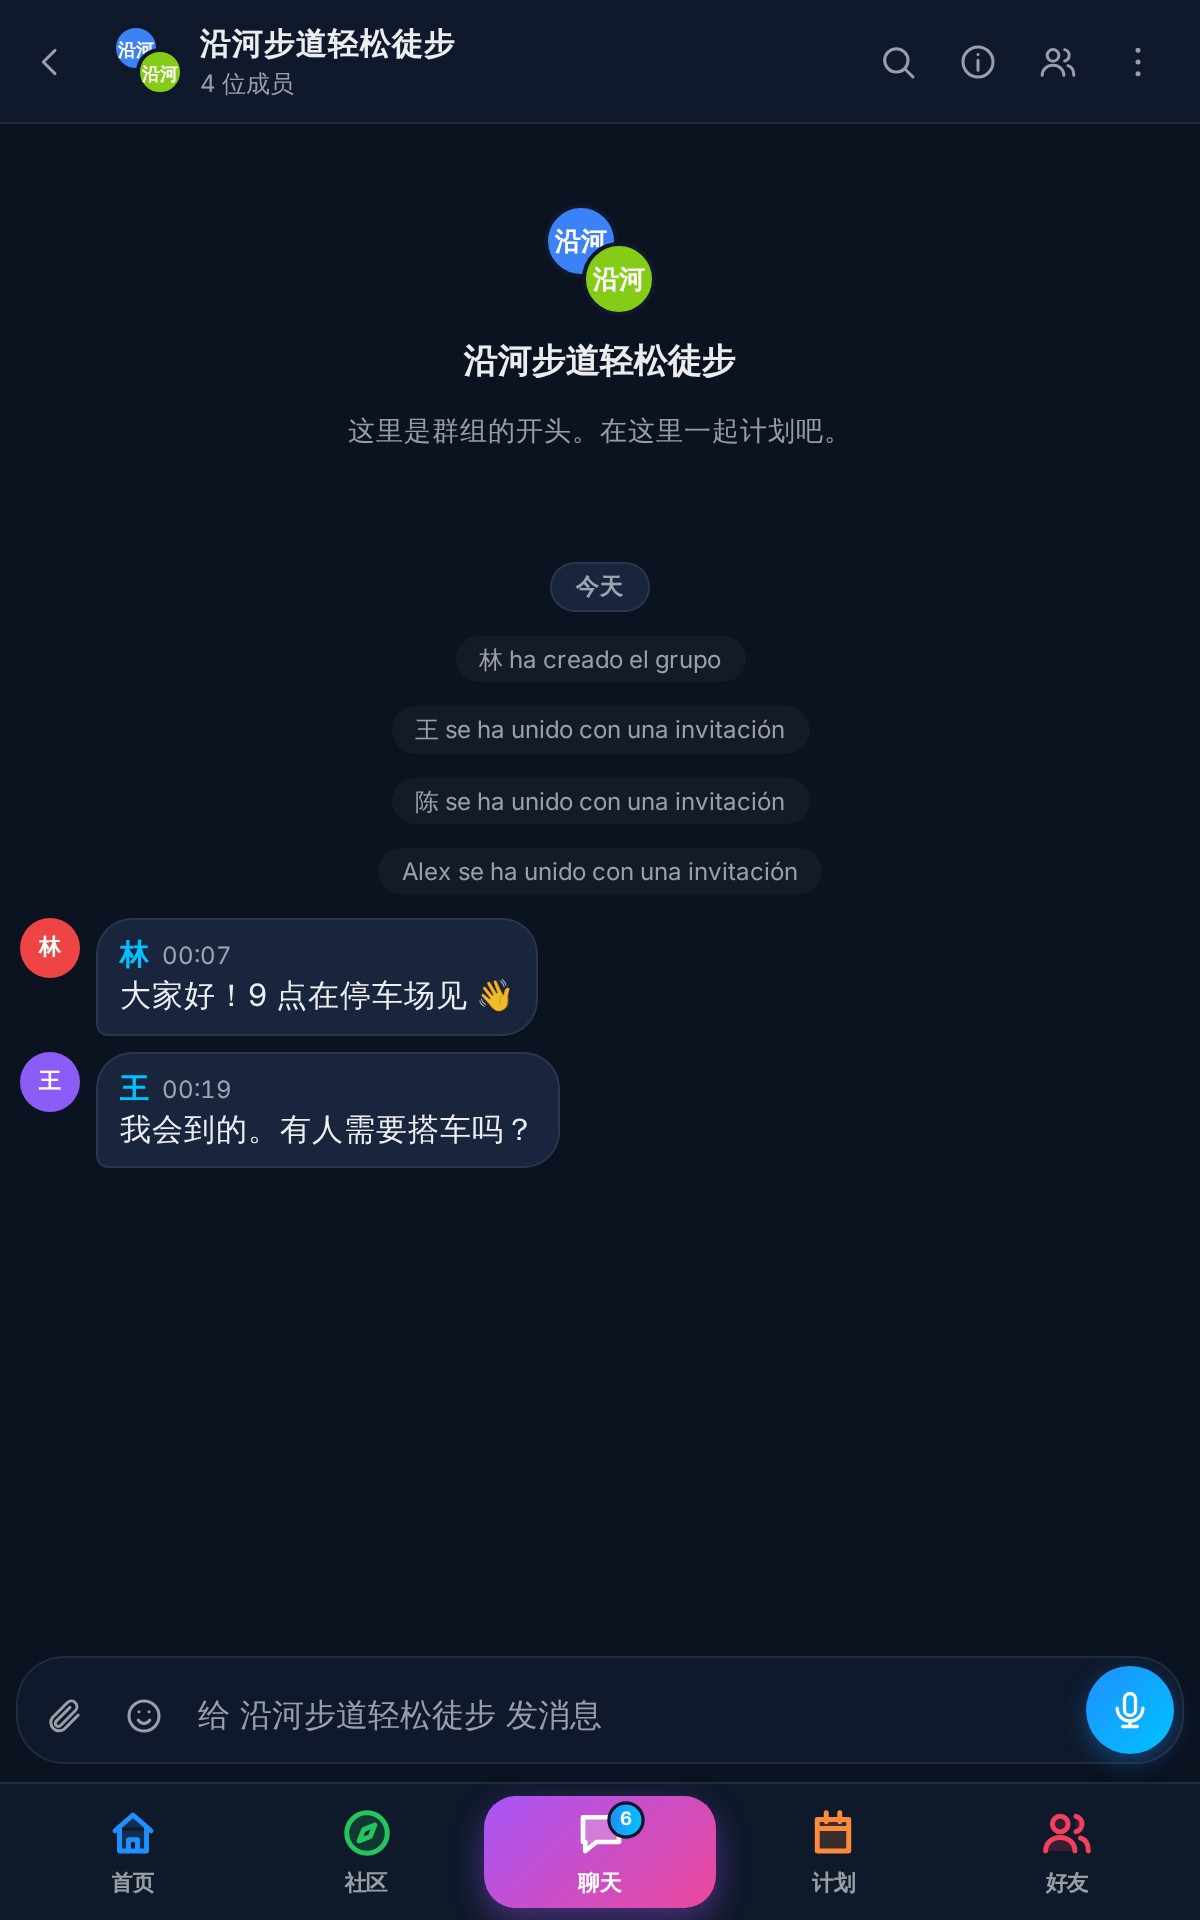 沿河
沿河
沿河步道轻松徒步
4 位成员
沿河
沿河
沿河步道轻松徒步
这里是群组的开头。在这里一起计划吧。
今天
林 ha creado el grupo
王 se ha unido con una invitación
陈 se ha unido con una invitación
Alex se ha unido con una invitación
林
林 00:07
大家好！9 点在停车场见 👋
王
王 00:19
我会到的。有人需要搭车吗？
给 沿河步道轻松徒步 发消息
6
首页
社区
聊天
计划
好友